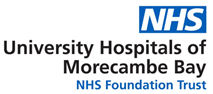 NHS
University Hospitals of
Morecambe Bay
NHS Foundation Trust